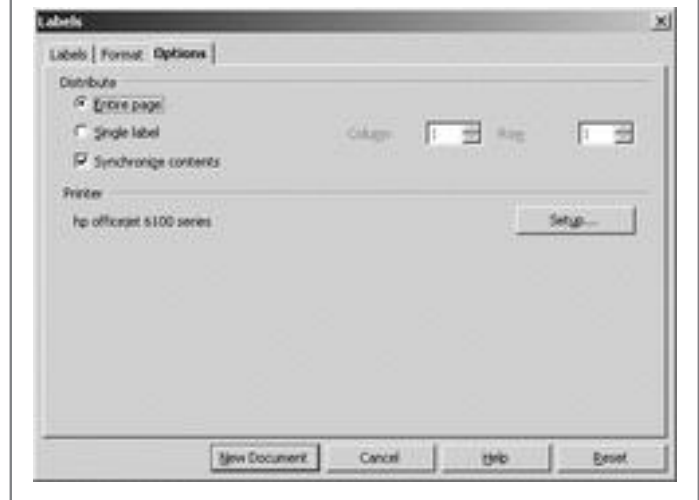 Labels
Labels Format Options
Distribute
Entire page
Single label Column 1 Row 1
Synchronize contents
Printer
hp officejet 6100 series Setup...
New Document Cancel Help Reset